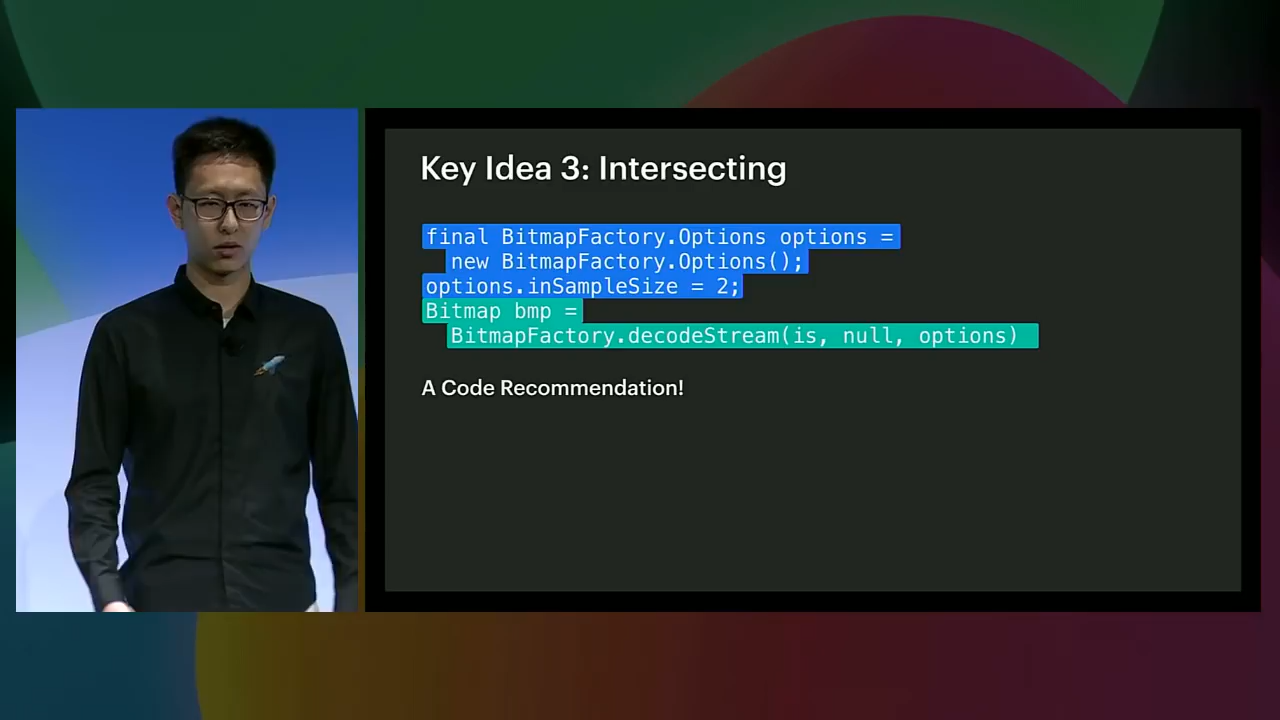 Key Idea 3: Intersecting
final BitmapFactory.Options options =
new BitmapFactory.Options();
options.inSampleSize = 2;
Bitmap bmp =
BitmapFactory.decodeStream(is, null, options)
A Code Recommendation!